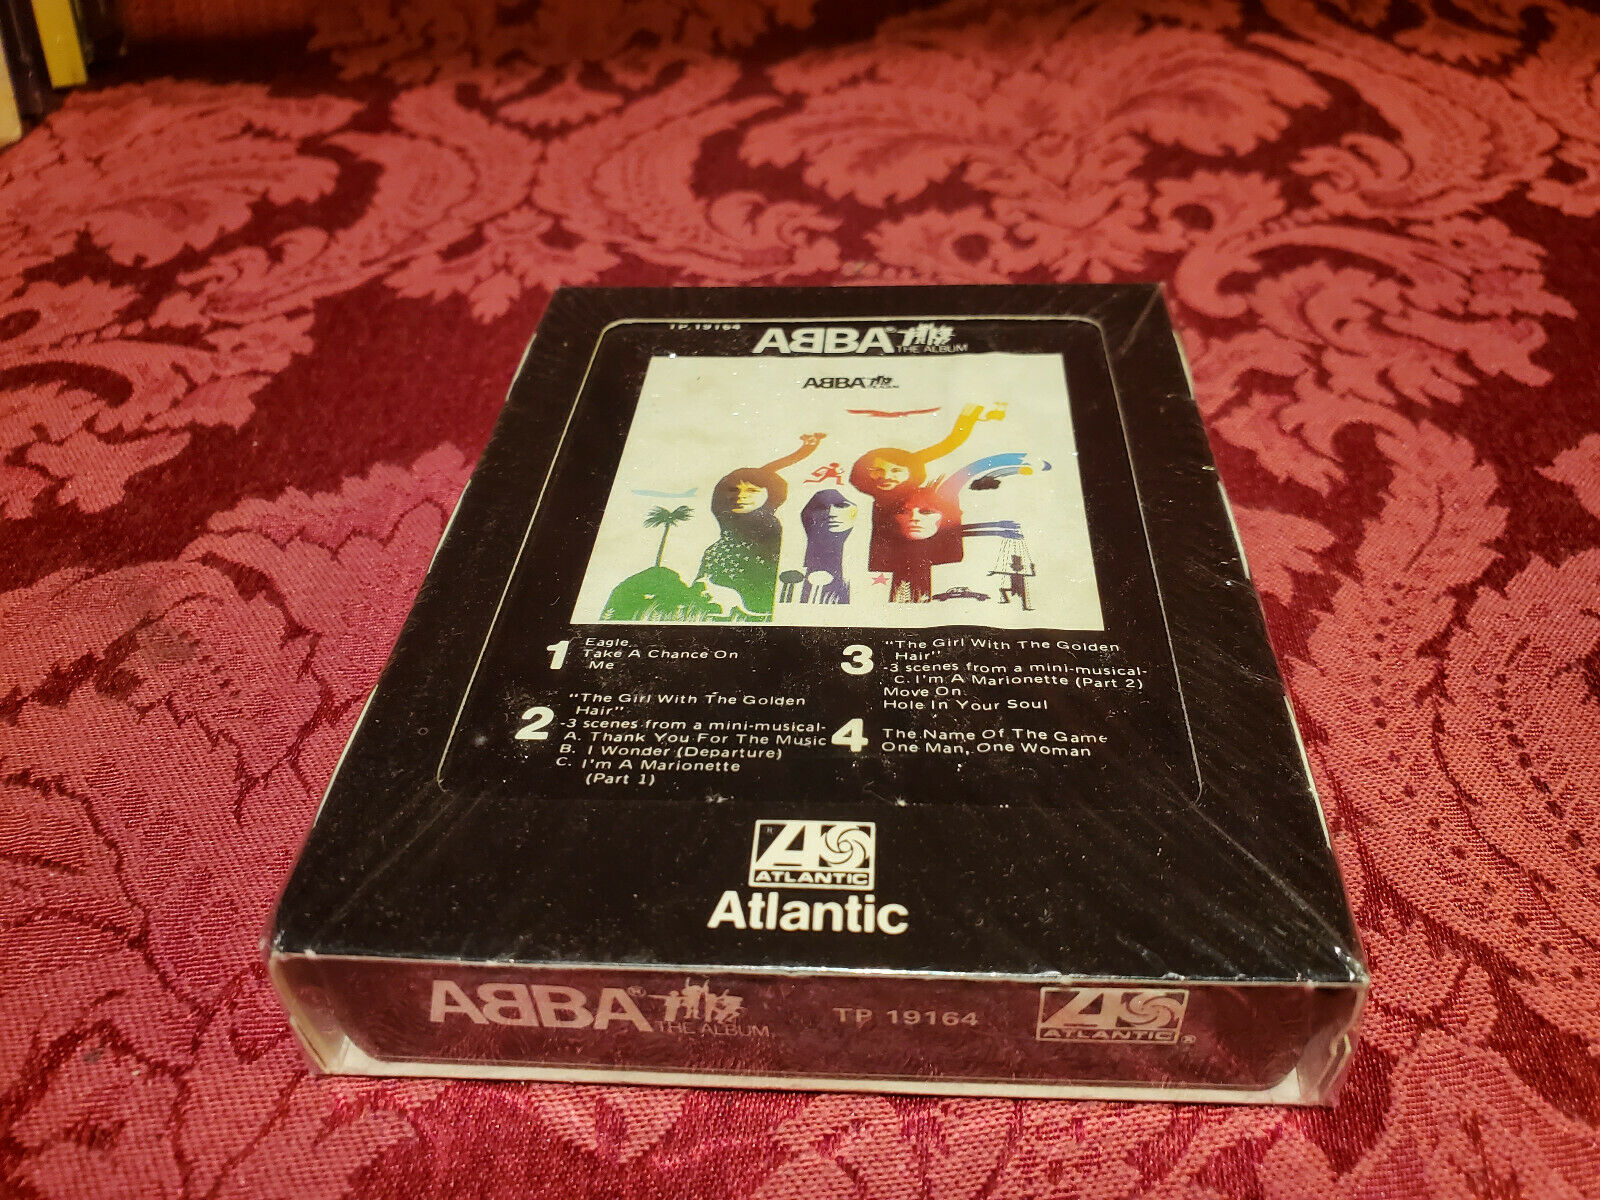 TP 19164
ABBA® THE ALBUM
ABBA
1 Eagle
Take A Chance On
Me
2 "The Girl With The Golden
Hair"
-3 scenes from a mini-musical-
A. Thank You For The Music
B. I Wonder (Departure)
C. I'm A Marionette
(Part 1)
3 "The Girl With The Golden
Hair"
-3 scenes from a mini-musical-
C. I'm A Marionette (Part 2)
Move On
Hole In Your Soul
4 The Name Of The Game
One Man, One Woman
ATLANTIC
Atlantic
ABBA® THE ALBUM TP 19164 ATLANTIC ®